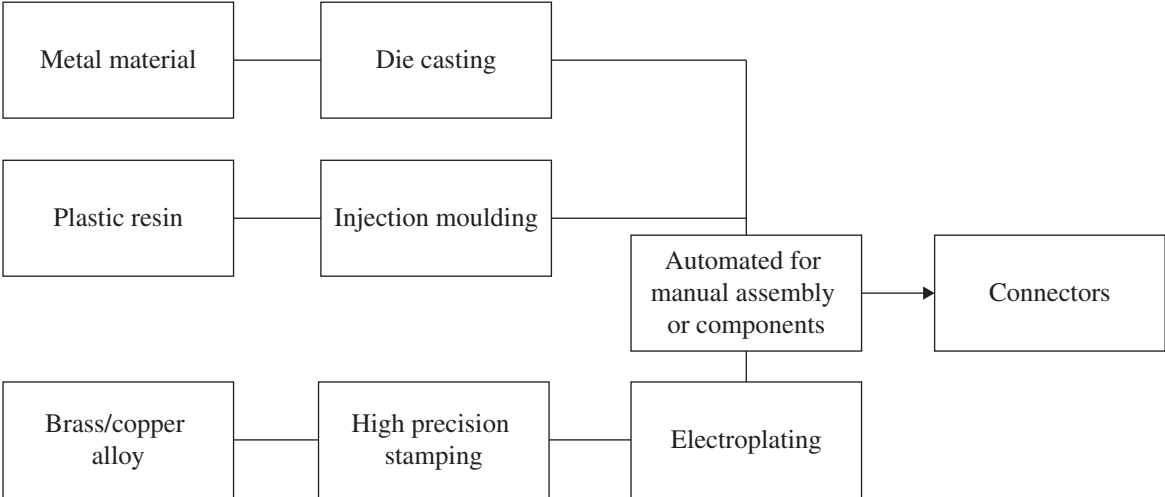 Metal material
Die casting
Plastic resin
Injection moulding
Automated for
manual assembly
or components
Connectors
Brass/copper
alloy
High precision
stamping
Electroplating